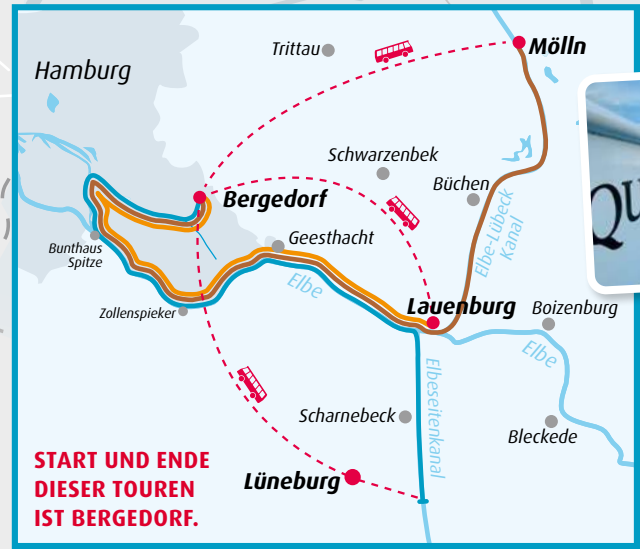 Trittau
Mölln
Hamburg
Schwarzenbek
Büchen
Bergedorf
Elbe-Lübeck
Kanal
Bunthaus
Spitze
Geesthacht
Elbe
Zollenspieker
Lauenburg
Boizenburg
Elbe
Elbeseitenkanal
Scharnebeck
Bleckede
Lüneburg
START UND ENDE
DIESER TOUREN
IST BERGEDORF.